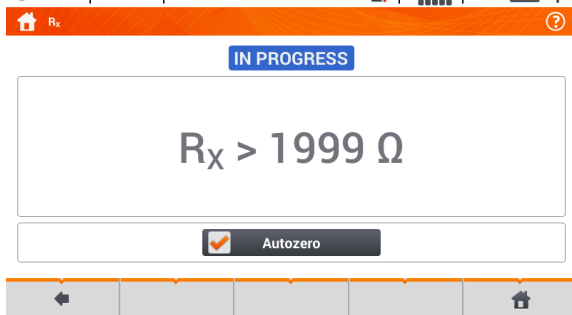 Rx
?
IN PROGRESS
RX > 1999 Ω
Autozero